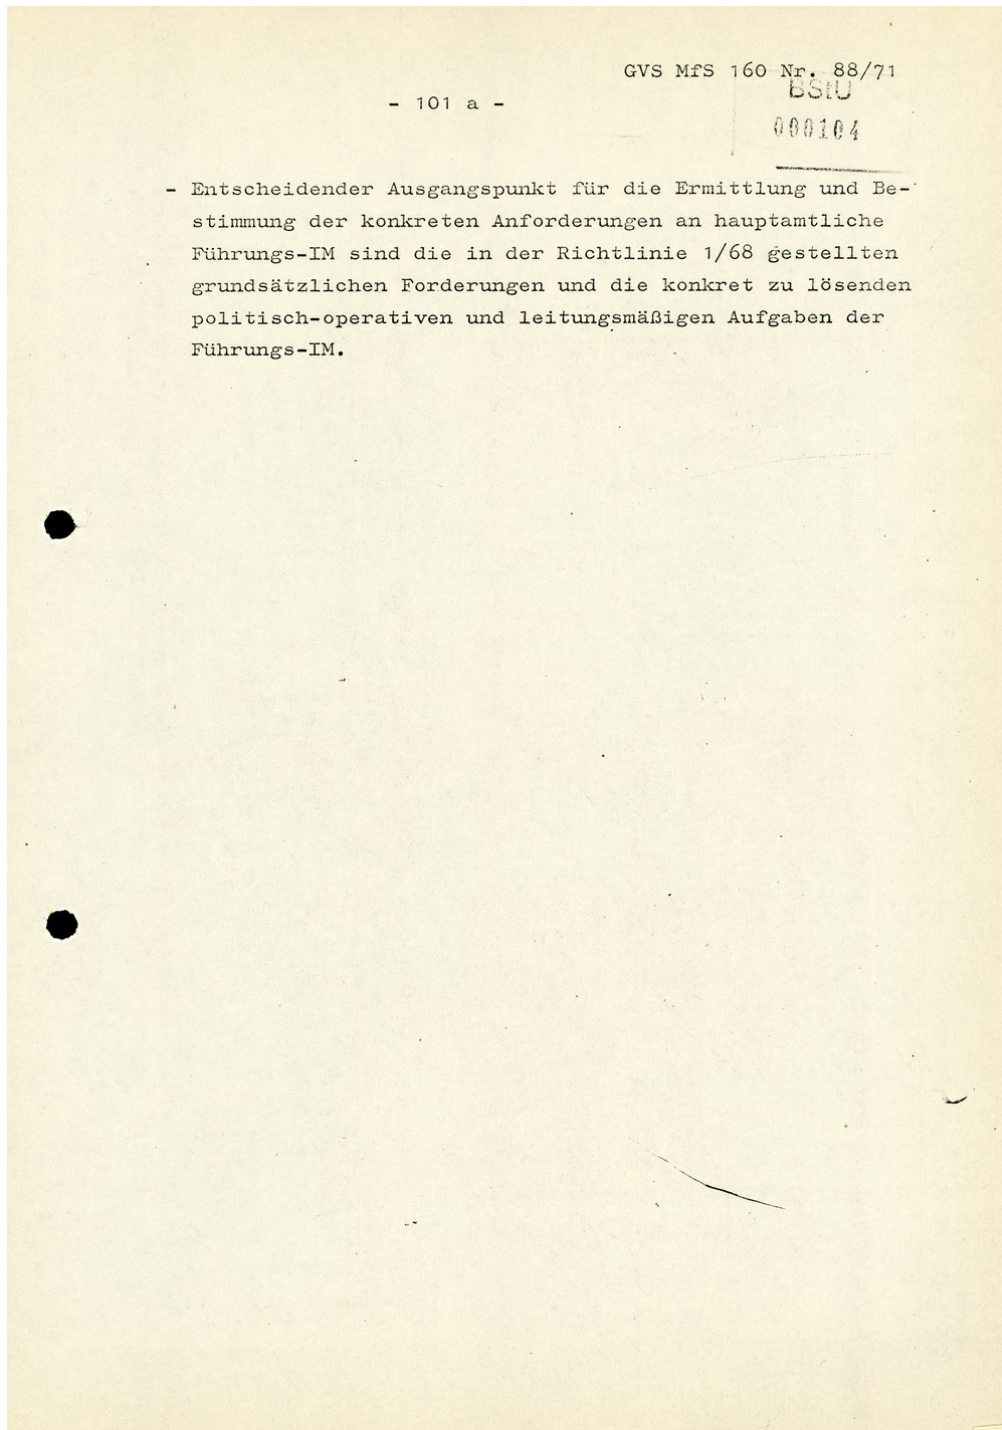 GVS MfS 160 Nr. 88/71
BStU
- 101 a -
000104
- Entscheidender Ausgangspunkt für die Ermittlung und Be-
stimmung der konkreten Anforderungen an hauptamtliche
Führungs-IM sind die in der Richtlinie 1/68 gestellten
grundsätzlichen Forderungen und die konkret zu lösenden
politisch-operativen und leitungsmäßigen Aufgaben der
Führungs-IM.